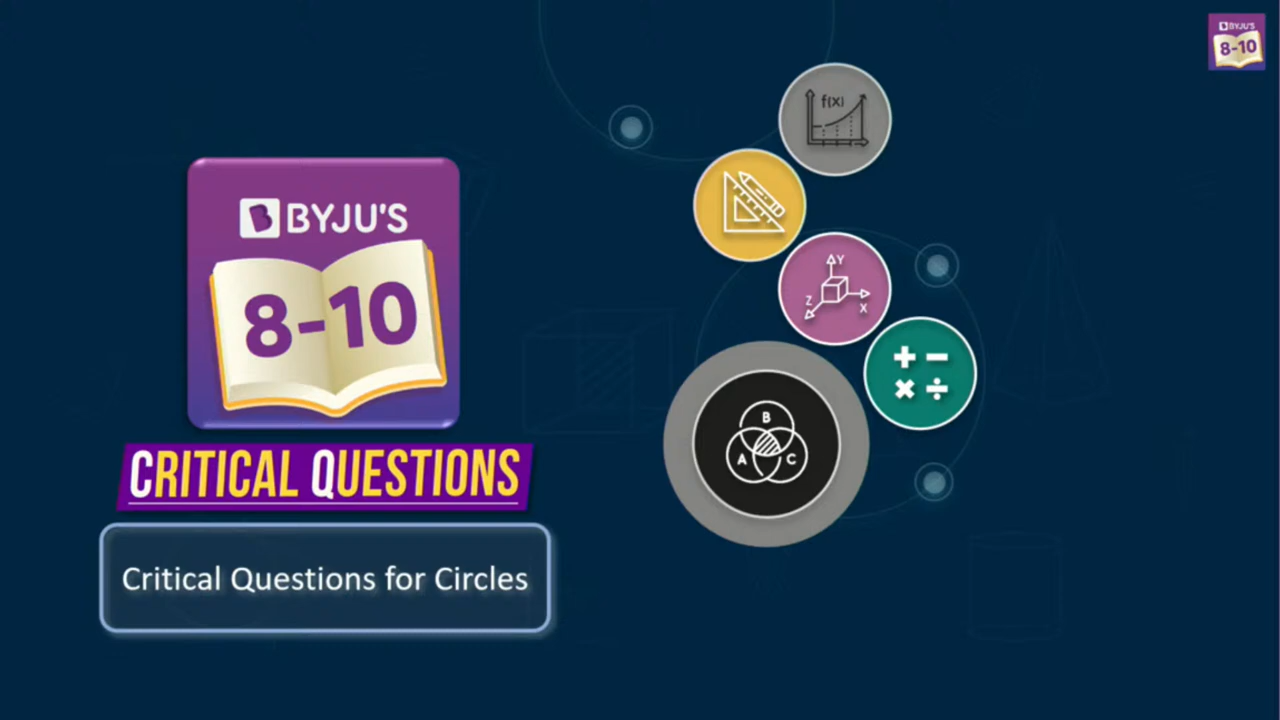 BYJU'S
8-10
f(x)
BYJU'S
8-10
Y
Z
X
B
A C
CRITICAL QUESTIONS
Critical Questions for Circles